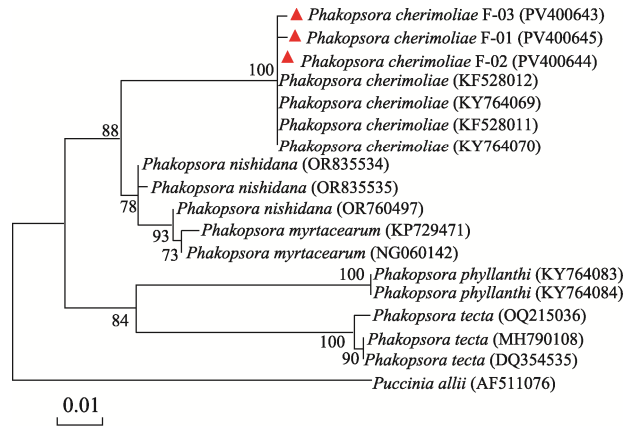 Phakopsora cherimoliae F-03 (PV400643)
Phakopsora cherimoliae F-01 (PV400645)
Phakopsora cherimoliae F-02 (PV400644)
100
Phakopsora cherimoliae (KF528012)
Phakopsora cherimoliae (KY764069)
Phakopsora cherimoliae (KF528011)
88
Phakopsora cherimoliae (KY764070)
Phakopsora nishidana (OR835534)
Phakopsora nishidana (OR835535)
78
Phakopsora nishidana (OR760497)
93
Phakopsora myrtacearum (KP729471)
73
Phakopsora myrtacearum (NG060142)
100
Phakopsora phyllanthi (KY764083)
Phakopsora phyllanthi (KY764084)
84
Phakopsora tecta (OQ215036)
100
Phakopsora tecta (MH790108)
90
Phakopsora tecta (DQ354535)
Puccinia allii (AF511076)
0.01